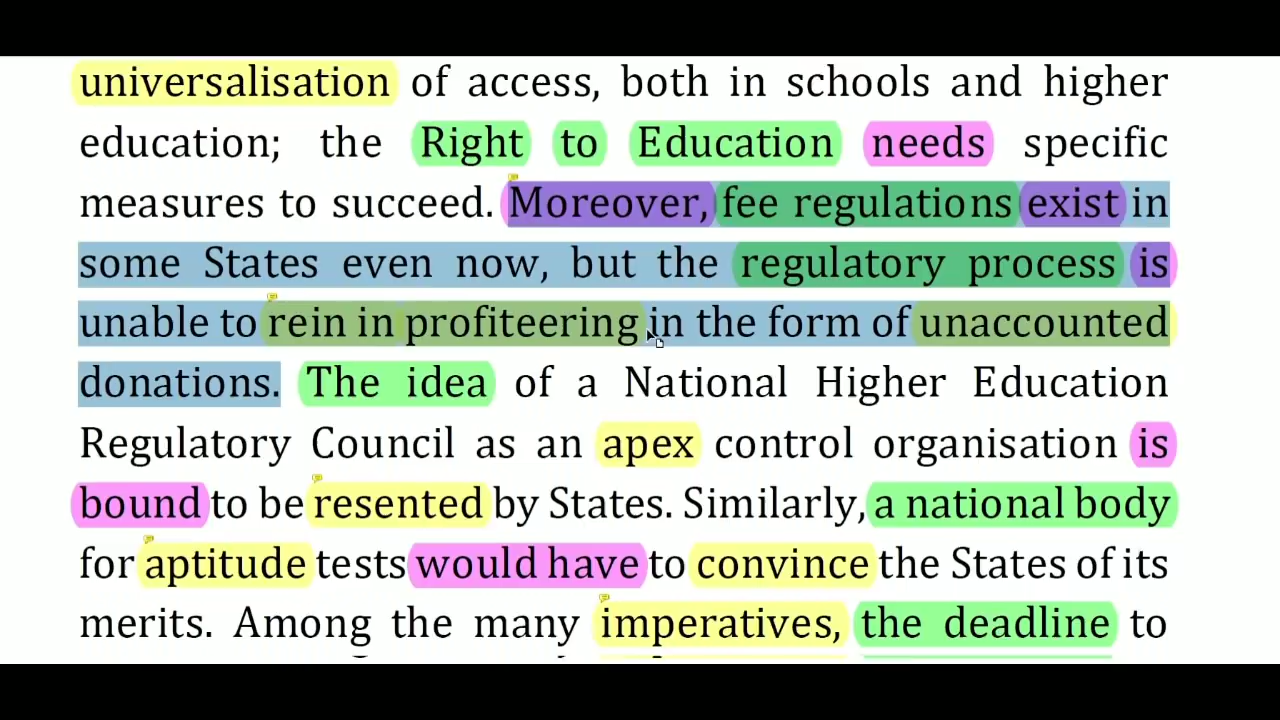 universalisation of access, both in schools and higher
education; the Right to Education needs specific
measures to succeed. Moreover, fee regulations exist in
some States even now, but the regulatory process is
unable to rein in profiteering in the form of unaccounted
donations. The idea of a National Higher Education
Regulatory Council as an apex control organisation is
bound to be resented by States. Similarly, a national body
for aptitude tests would have to convince the States of its
merits. Among the many imperatives, the deadline to